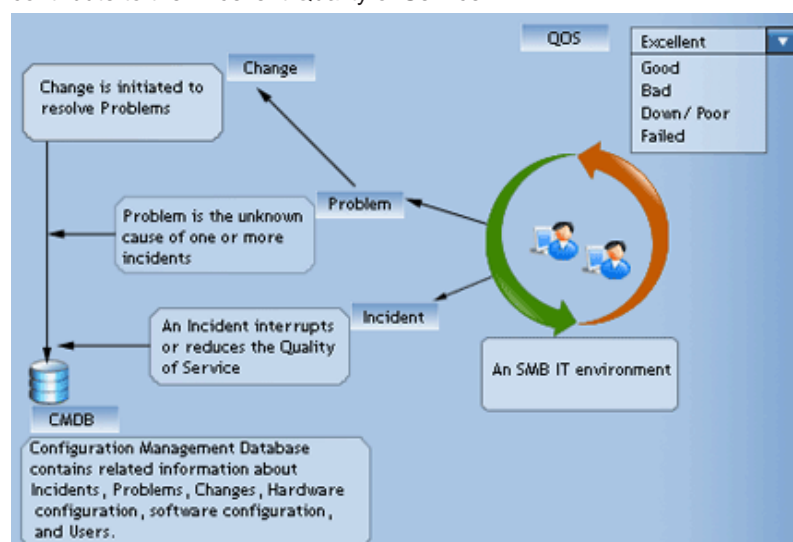 QOS
Excellent
Good
Bad
Down/ Poor
Failed
Change
Change is initiated to
resolve Problems
Problem
Problem is the unknown
cause of one or more
incidents
Incident
An Incident interrupts
or reduces the Quality
of Service
An SMB IT environment
CMDB
Configuration Management Database
contains related information about
Incidents, Problems, Changes, Hardware
configuration, software configuration,
and Users.